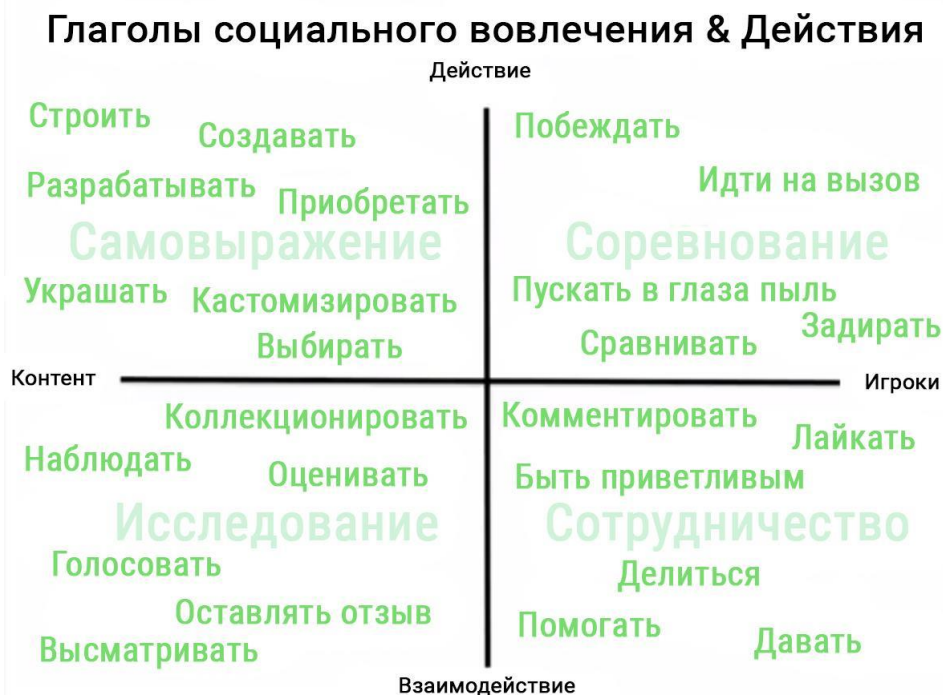 Глаголы социального вовлечения & Действия
Действие
Строить
Создавать
Разрабатывать
Приобретать
Самовыражение
Украшать
Кастомизировать
Выбирать
Побеждать
Идти на вызов
Соревнование
Пускать в глаза пыль
Задирать
Сравнивать
Контент
Игроки
Коллекционировать
Наблюдать
Оценивать
Исследование
Голосовать
Оставлять отзыв
Высматривать
Комментировать
Лайкать
Быть приветливым
Сотрудничество
Делиться
Помогать
Давать
Взаимодействие